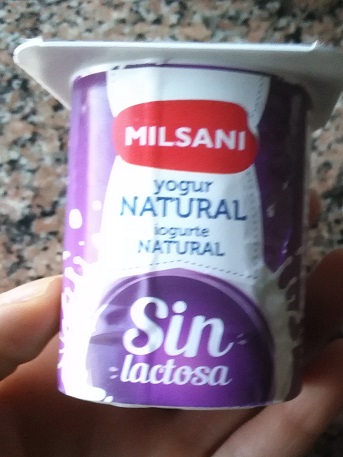 MILSANI
yogur
NATURAL
iogurte
NATURAL
Sin
lactosa